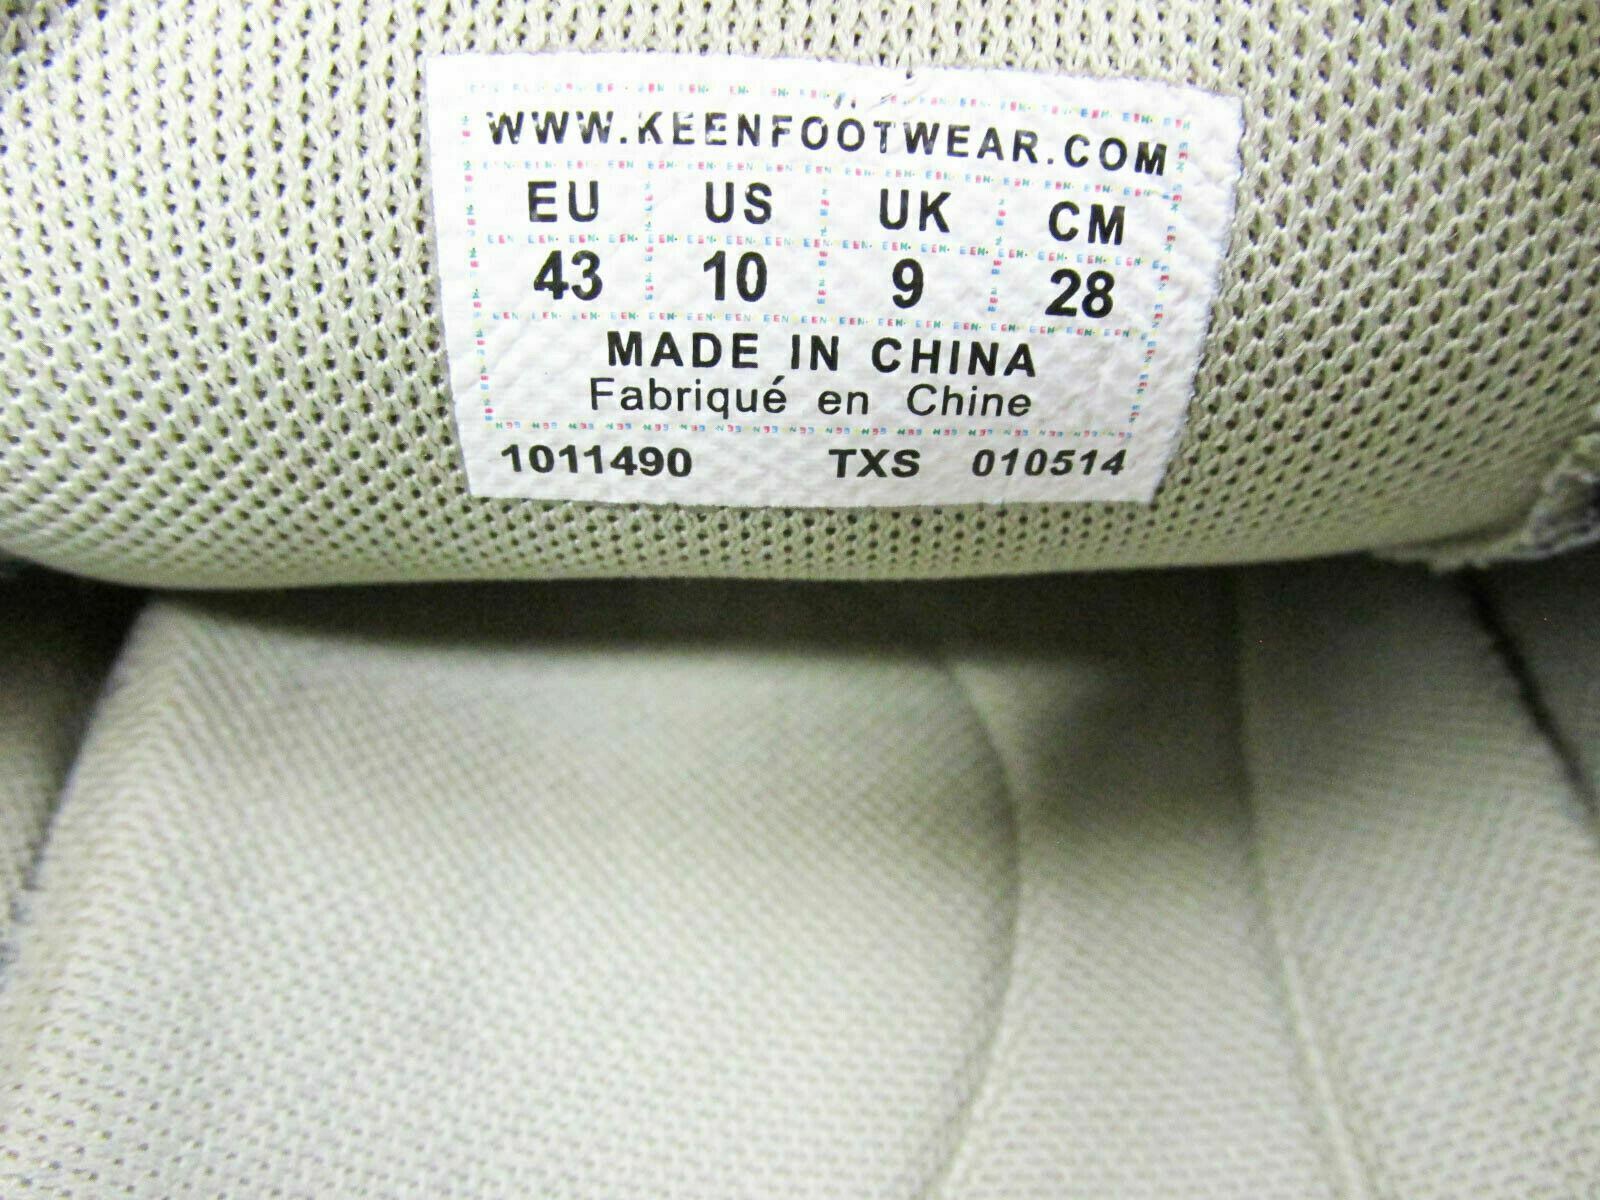 WWW.KEENFOOTWEAR.COM
EU US UK CM
43 10 9 28
MADE IN CHINA
Fabriqué en Chine
1011490 TXS 010514